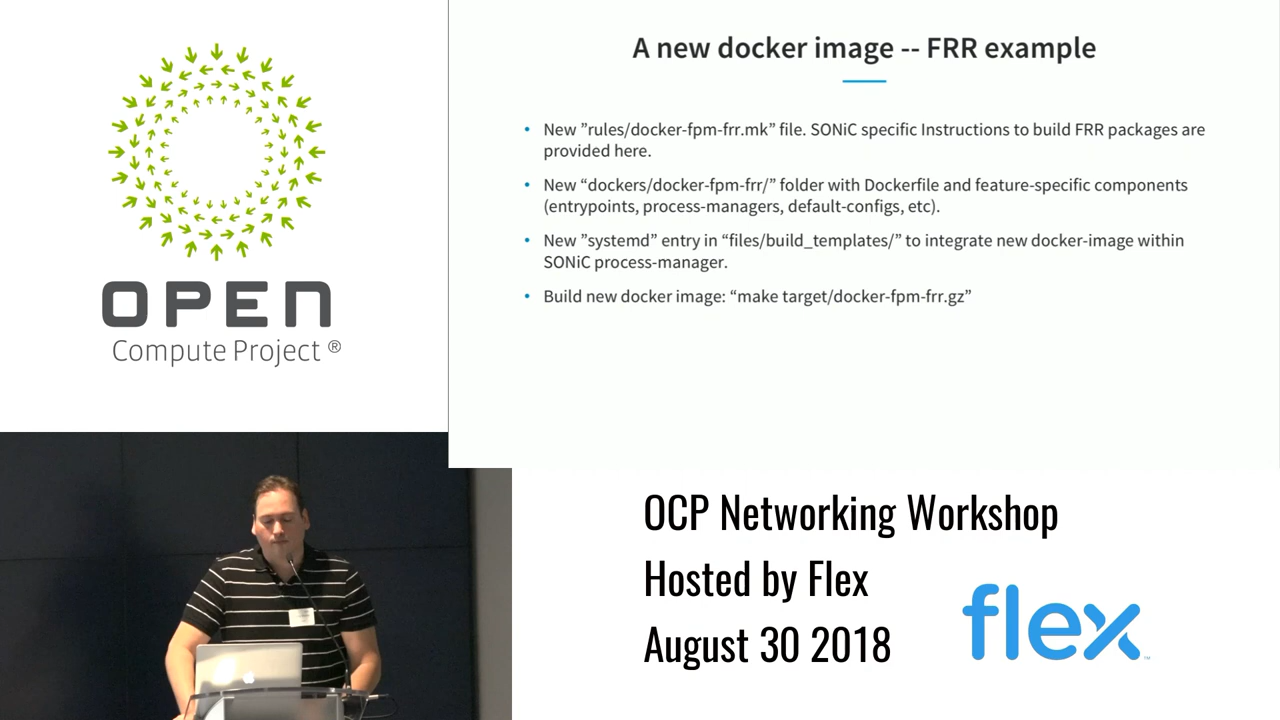 OPEN
Compute Project ®
A new docker image -- FRR example
• New ”rules/docker-fpm-frr.mk” file. SONiC specific Instructions to build FRR packages are
provided here.
• New “dockers/docker-fpm-frr/” folder with Dockerfile and feature-specific components
(entrypoints, process-managers, default-configs, etc).
• New ”systemd” entry in “files/build_templates/” to integrate new docker-image within
SONiC process-manager.
• Build new docker image: “make target/docker-fpm-frr.gz”
OCP Networking Workshop
Hosted by Flex
August 30 2018
flex™